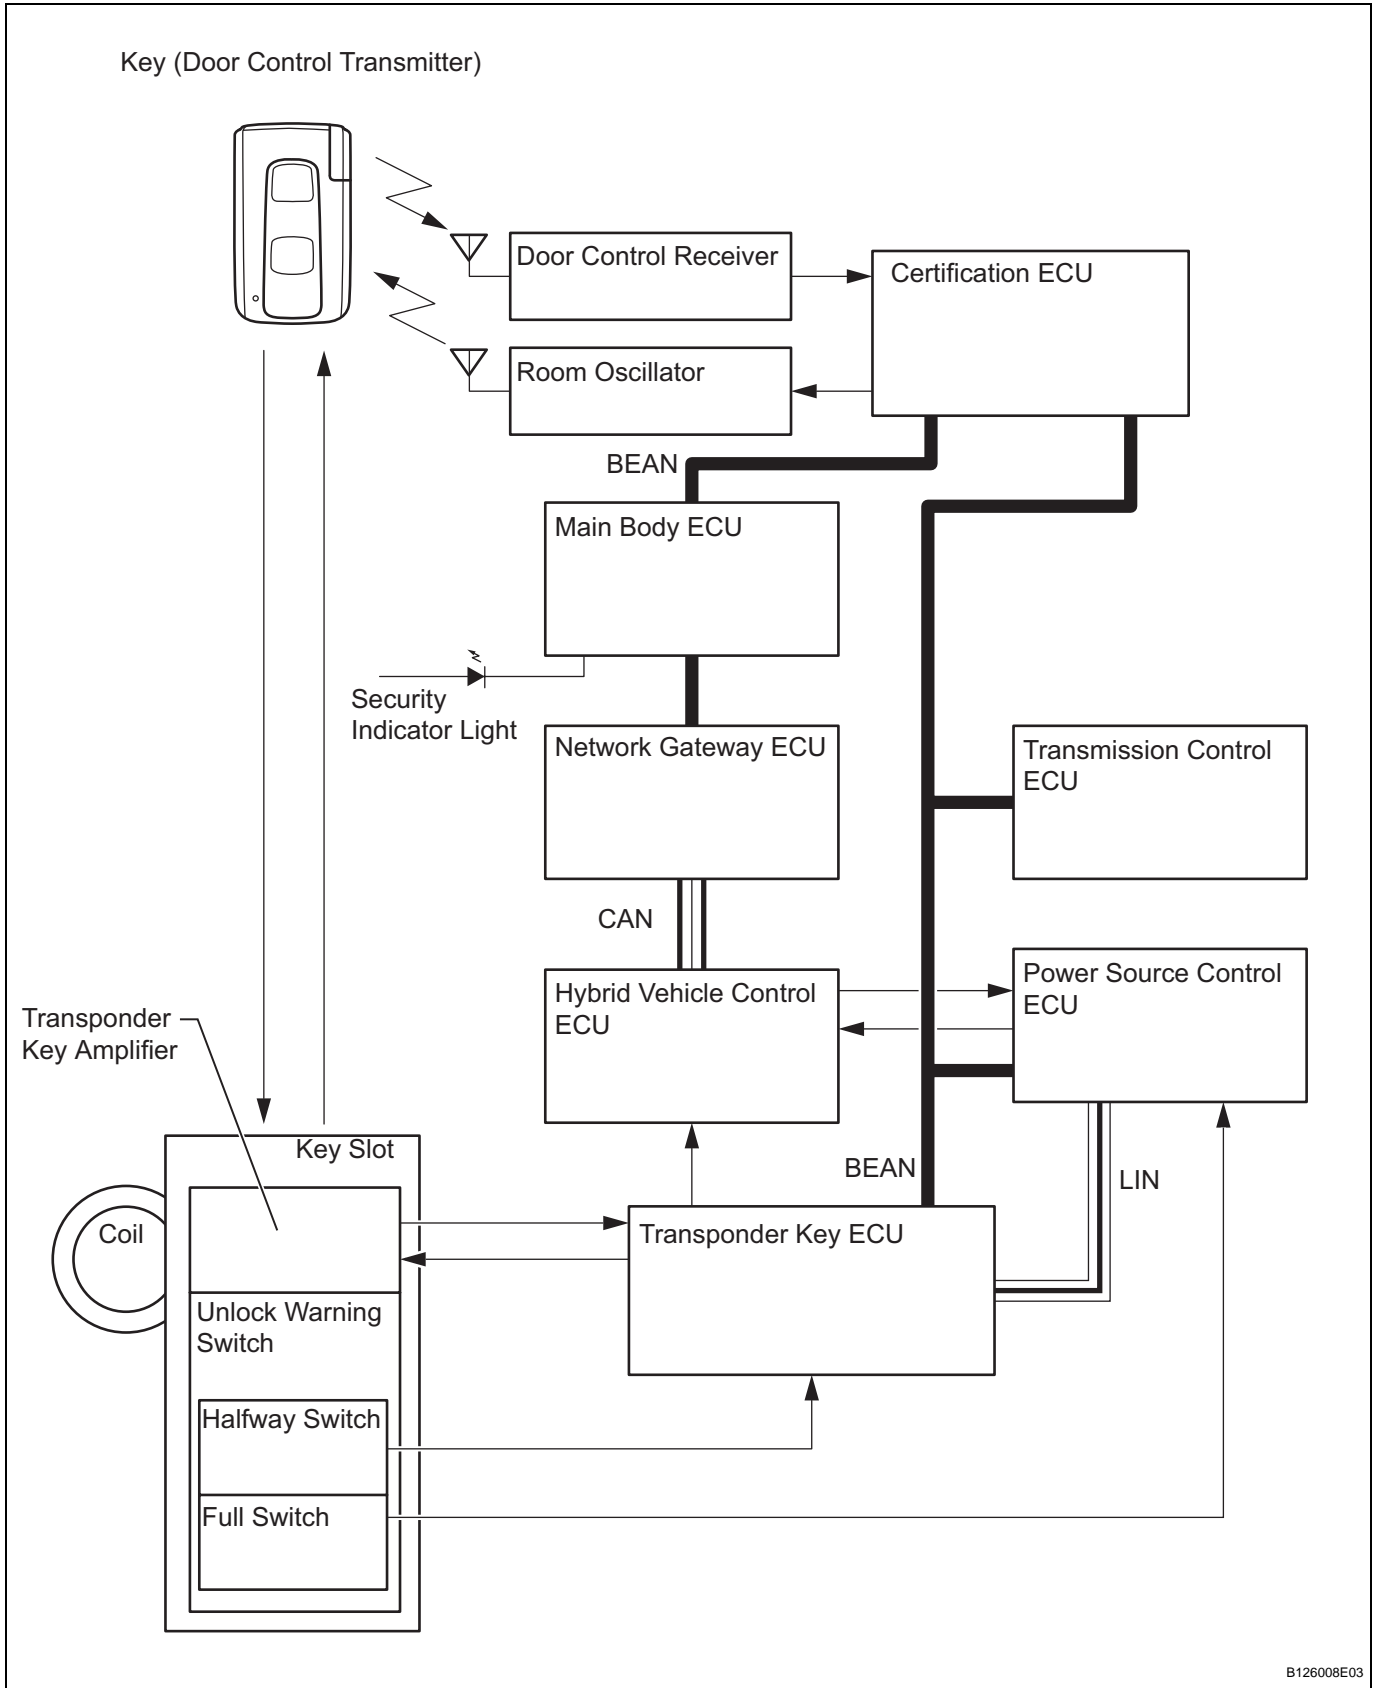 Key (Door Control Transmitter)
Door Control Receiver
Certification ECU
Room Oscillator
BEAN
Main Body ECU
Security
Indicator Light
Network Gateway ECU
Transmission Control
ECU
CAN
Hybrid Vehicle Control
ECU
Power Source Control
ECU
Transponder
Key Amplifier
Key Slot
BEAN
LIN
Coil
Transponder Key ECU
Unlock Warning
Switch
Halfway Switch
Full Switch
B126008E03